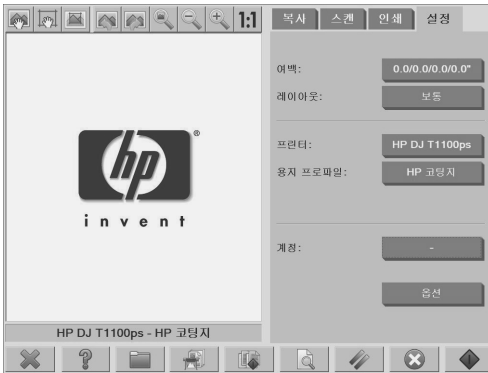 1:1
복사 스캔 인쇄 설정
여백: 0.0/0.0/0.0/0.0"
레이아웃: 보통
프린터: HP DJ T1100ps
용지 프로파일: HP 코팅지
계정: -
옵션
hp ®
invent
HP DJ T1100ps - HP 코팅지
?